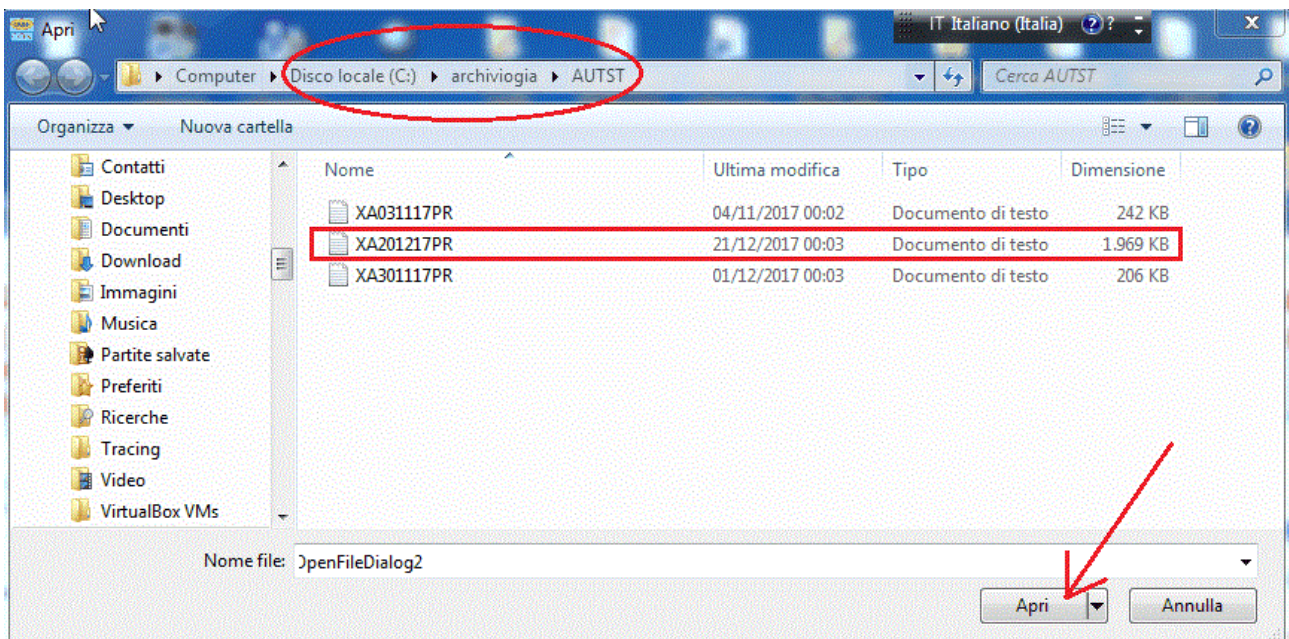 Apri
IT Italiano (Italia) ? ?
Computer Disco locale (C:) archiviogia AUTST
Cerca AUTST
Organizza Nuova cartella
Nome Ultima modifica Tipo Dimensione
XA031117PR 04/11/2017 00:02 Documento di testo 242 KB
XA201217PR 21/12/2017 00:03 Documento di testo 1.969 KB
XA301117PR 01/12/2017 00:03 Documento di testo 206 KB
Contatti
Desktop
Documenti
Download
Immagini
Musica
Partite salvate
Preferiti
Ricerche
Tracing
Video
VirtualBox VMs
Nome file: OpenFileDialog2
Apri Annulla